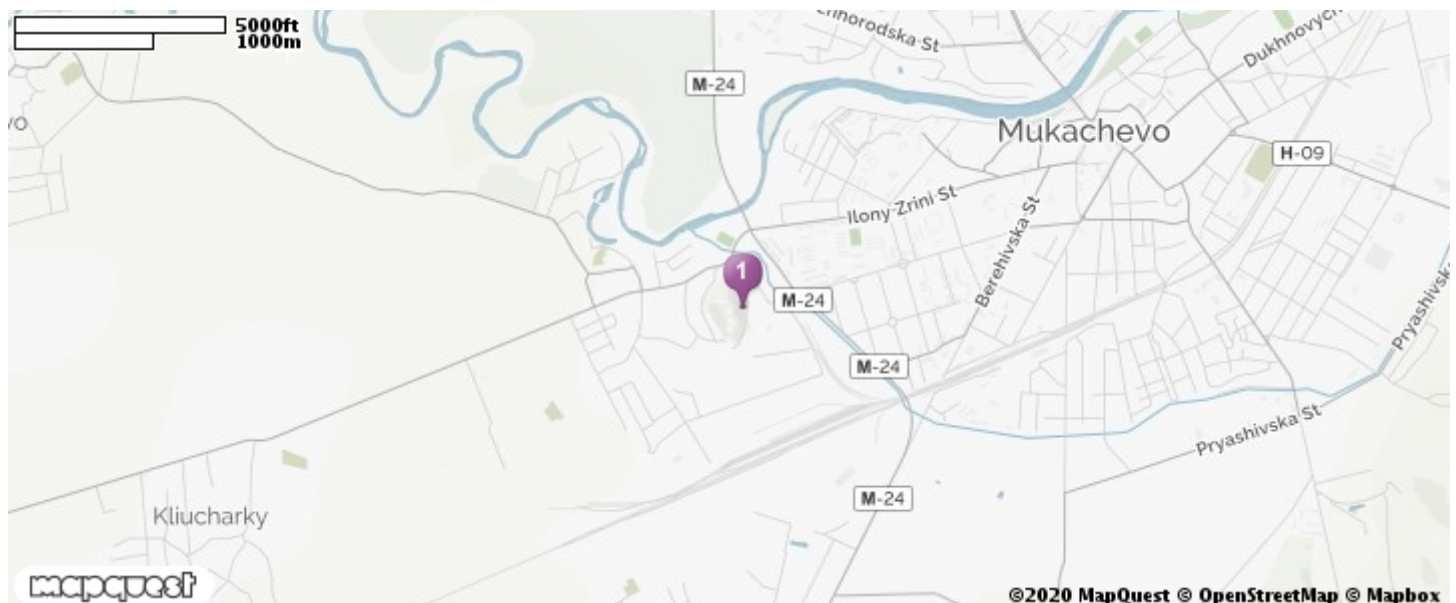 5000ft
1000m
M-24
Dukhnovych
Mukachevo
H-09
Ilony Zrini St
Berehivska St
1
M-24
M-24
Pryashivska St
M-24
Kliucharky
mapquest
©2020 MapQuest © OpenStreetMap © Mapbox